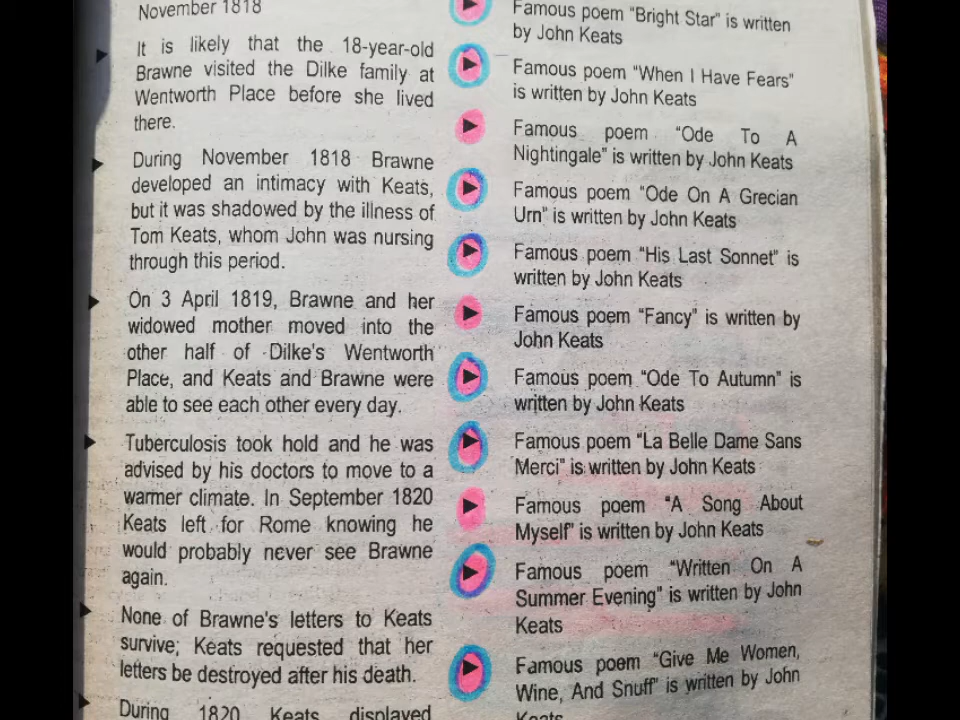 November 1818
It is likely that the 18-year-old
Brawne visited the Dilke family at
Wentworth Place before she lived
there.
During November 1818 Brawne
developed an intimacy with Keats,
but it was shadowed by the illness of
Tom Keats, whom John was nursing
through this period.
On 3 April 1819, Brawne and her
widowed mother moved into the
other half of Dilke's Wentworth
Place, and Keats and Brawne were
able to see each other every day.
Tuberculosis took hold and he was
advised by his doctors to move to a
warmer climate. In September 1820
Keats left for Rome knowing he
would probably never see Brawne
again.
None of Brawne's letters to Keats
survive; Keats requested that her
letters be destroyed after his death.
During 1820 Keats displayed
Famous poem "Bright Star" is written
by John Keats
Famous poem "When I Have Fears"
is written by John Keats
Famous poem "Ode To A
Nightingale" is written by John Keats
Famous poem "Ode On A Grecian
Urn" is written by John Keats
Famous poem "His Last Sonnet" is
written by John Keats
Famous poem "Fancy" is written by
John Keats
Famous poem "Ode To Autumn" is
written by John Keats
Famous poem "La Belle Dame Sans
Merci" is written by John Keats
Famous poem "A Song About
Myself" is written by John Keats
Famous poem "Written On A
Summer Evening" is written by John
Keats
Famous poem "Give Me Women,
Wine, And Snuff" is written by John
Keats